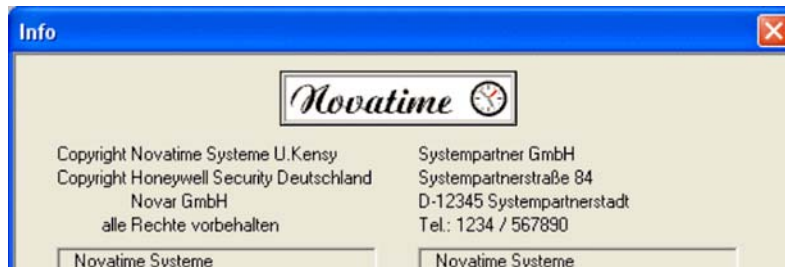 Info
Novatime
Copyright Novatime Systeme U.Kensy
Copyright Honeywell Security Deutschland
Novar GmbH
alle Rechte vorbehalten
Systempartner GmbH
Systempartnerstraße 84
D-12345 Systempartnerstadt
Tel.: 1234 / 567890
Novatime Systeme
Novatime Systeme